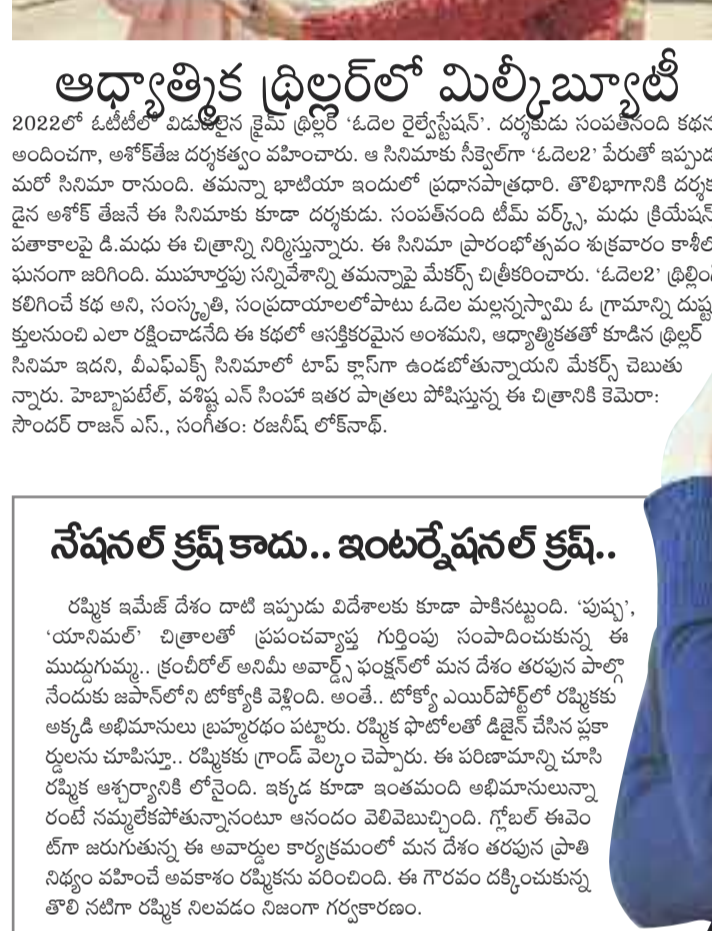 ఆధ్యాత్మిక థ్రిల్లర్‌లో మిల్కీబ్యూటీ
2022లో ఓటీటీలో విడుదలైన క్రైమ్ థ్రిల్లర్ ‘ఓదెల రైల్వేస్టేషన్’. దర్శకుడు సంపత్‌నంది కథన
అందించగా, అశోక్‌తేజ దర్శకత్వం వహించారు. ఆ సినిమాకు సీక్వెల్‌గా ‘ఓదెల2’ పేరుతో ఇప్పుడ
మరో సినిమా రానుంది. తమన్నా భాటియా ఇందులో ప్రధానపాత్రధారి. తొలిభాగానికి దర్శక
డైన అశోక్ తేజనే ఈ సినిమాకు కూడా దర్శకుడు. సంపత్‌నంది టీమ్ వర్క్స్, మధు క్రియేషన్
పతాకాలపై డి.మధు ఈ చిత్రాన్ని నిర్మిస్తున్నారు. ఈ సినిమా ప్రారంభోత్సవం శుక్రవారం కాశీల
ఘనంగా జరిగింది. ముహూర్తపు సన్నివేశాన్ని తమన్నాపై మేకర్స్ చిత్రీకరించారు. ‘ఓదెల2’ థ్రిల్లిం
కలిగించే కథ అని, సంస్కృతి, సంప్రదాయాలలోపాటు ఓదెల మల్లన్నస్వామి ఓ గ్రామాన్ని దుష్ట
క్తులనుంచి ఎలా రక్షించాడనేది ఈ కథలో ఆసక్తికరమైన అంశమని, ఆధ్యాత్మికతతో కూడిన థ్రిల్లర్
సినిమా ఇదని, వీఎఫ్ఎక్స్ సినిమాలో టాప్ క్లాస్‌గా ఉండబోతున్నాయని మేకర్స్ చెబుతు
న్నారు. హెబ్బాపటేల్, వశిష్ట ఎన్ సింహా ఇతర పాత్రలు పోషిస్తున్న ఈ చిత్రానికి కెమెరా:
సౌందర్ రాజన్ ఎస్., సంగీతం: రజనీష్ లోక్‌నాథ్.
నేషనల్ క్రష్ కాదు.. ఇంటర్నేషనల్ క్రష్..
రష్మిక ఇమేజ్ దేశం దాటి ఇప్పుడు విదేశాలకు కూడా పాకినట్టుంది. ‘పుష్ప’,
‘యానిమల్’ చిత్రాలతో ప్రపంచవ్యాప్త గుర్తింపు సంపాదించుకున్న ఈ
ముద్దుగుమ్మ.. క్రంచీరోల్ అనిమీ అవార్డ్స్ ఫంక్షన్‌లో మన దేశం తరపున పాల్గొ
నేందుకు జపాన్‌లోని టోక్యోకి వెళ్లింది. అంతే.. టోక్యో ఎయిర్‌పోర్ట్‌లో రష్మికకు
అక్కడి అభిమానులు బ్రహ్మరథం పట్టారు. రష్మిక ఫొటోలతో డిజైన్ చేసిన ప్లకా
ర్డులను చూపిస్తూ.. రష్మికకు గ్రాండ్ వెల్కం చెప్పారు. ఈ పరిణామాన్ని చూసి
రష్మిక ఆశ్చర్యానికి లోనైంది. ఇక్కడ కూడా ఇంతమంది అభిమానులున్నా
రంటే నమ్మలేకపోతున్నానంటూ ఆనందం వెలివెబుచ్చింది. గ్లోబల్ ఈవెం
ట్‌గా జరుగుతున్న ఈ అవార్డుల కార్యక్రమంలో మన దేశం తరపున ప్రాతి
నిథ్యం వహించే అవకాశం రష్మికను వరించింది. ఈ గౌరవం దక్కించుకున్న
తొలి నటిగా రష్మిక నిలవడం నిజంగా గర్వకారణం.